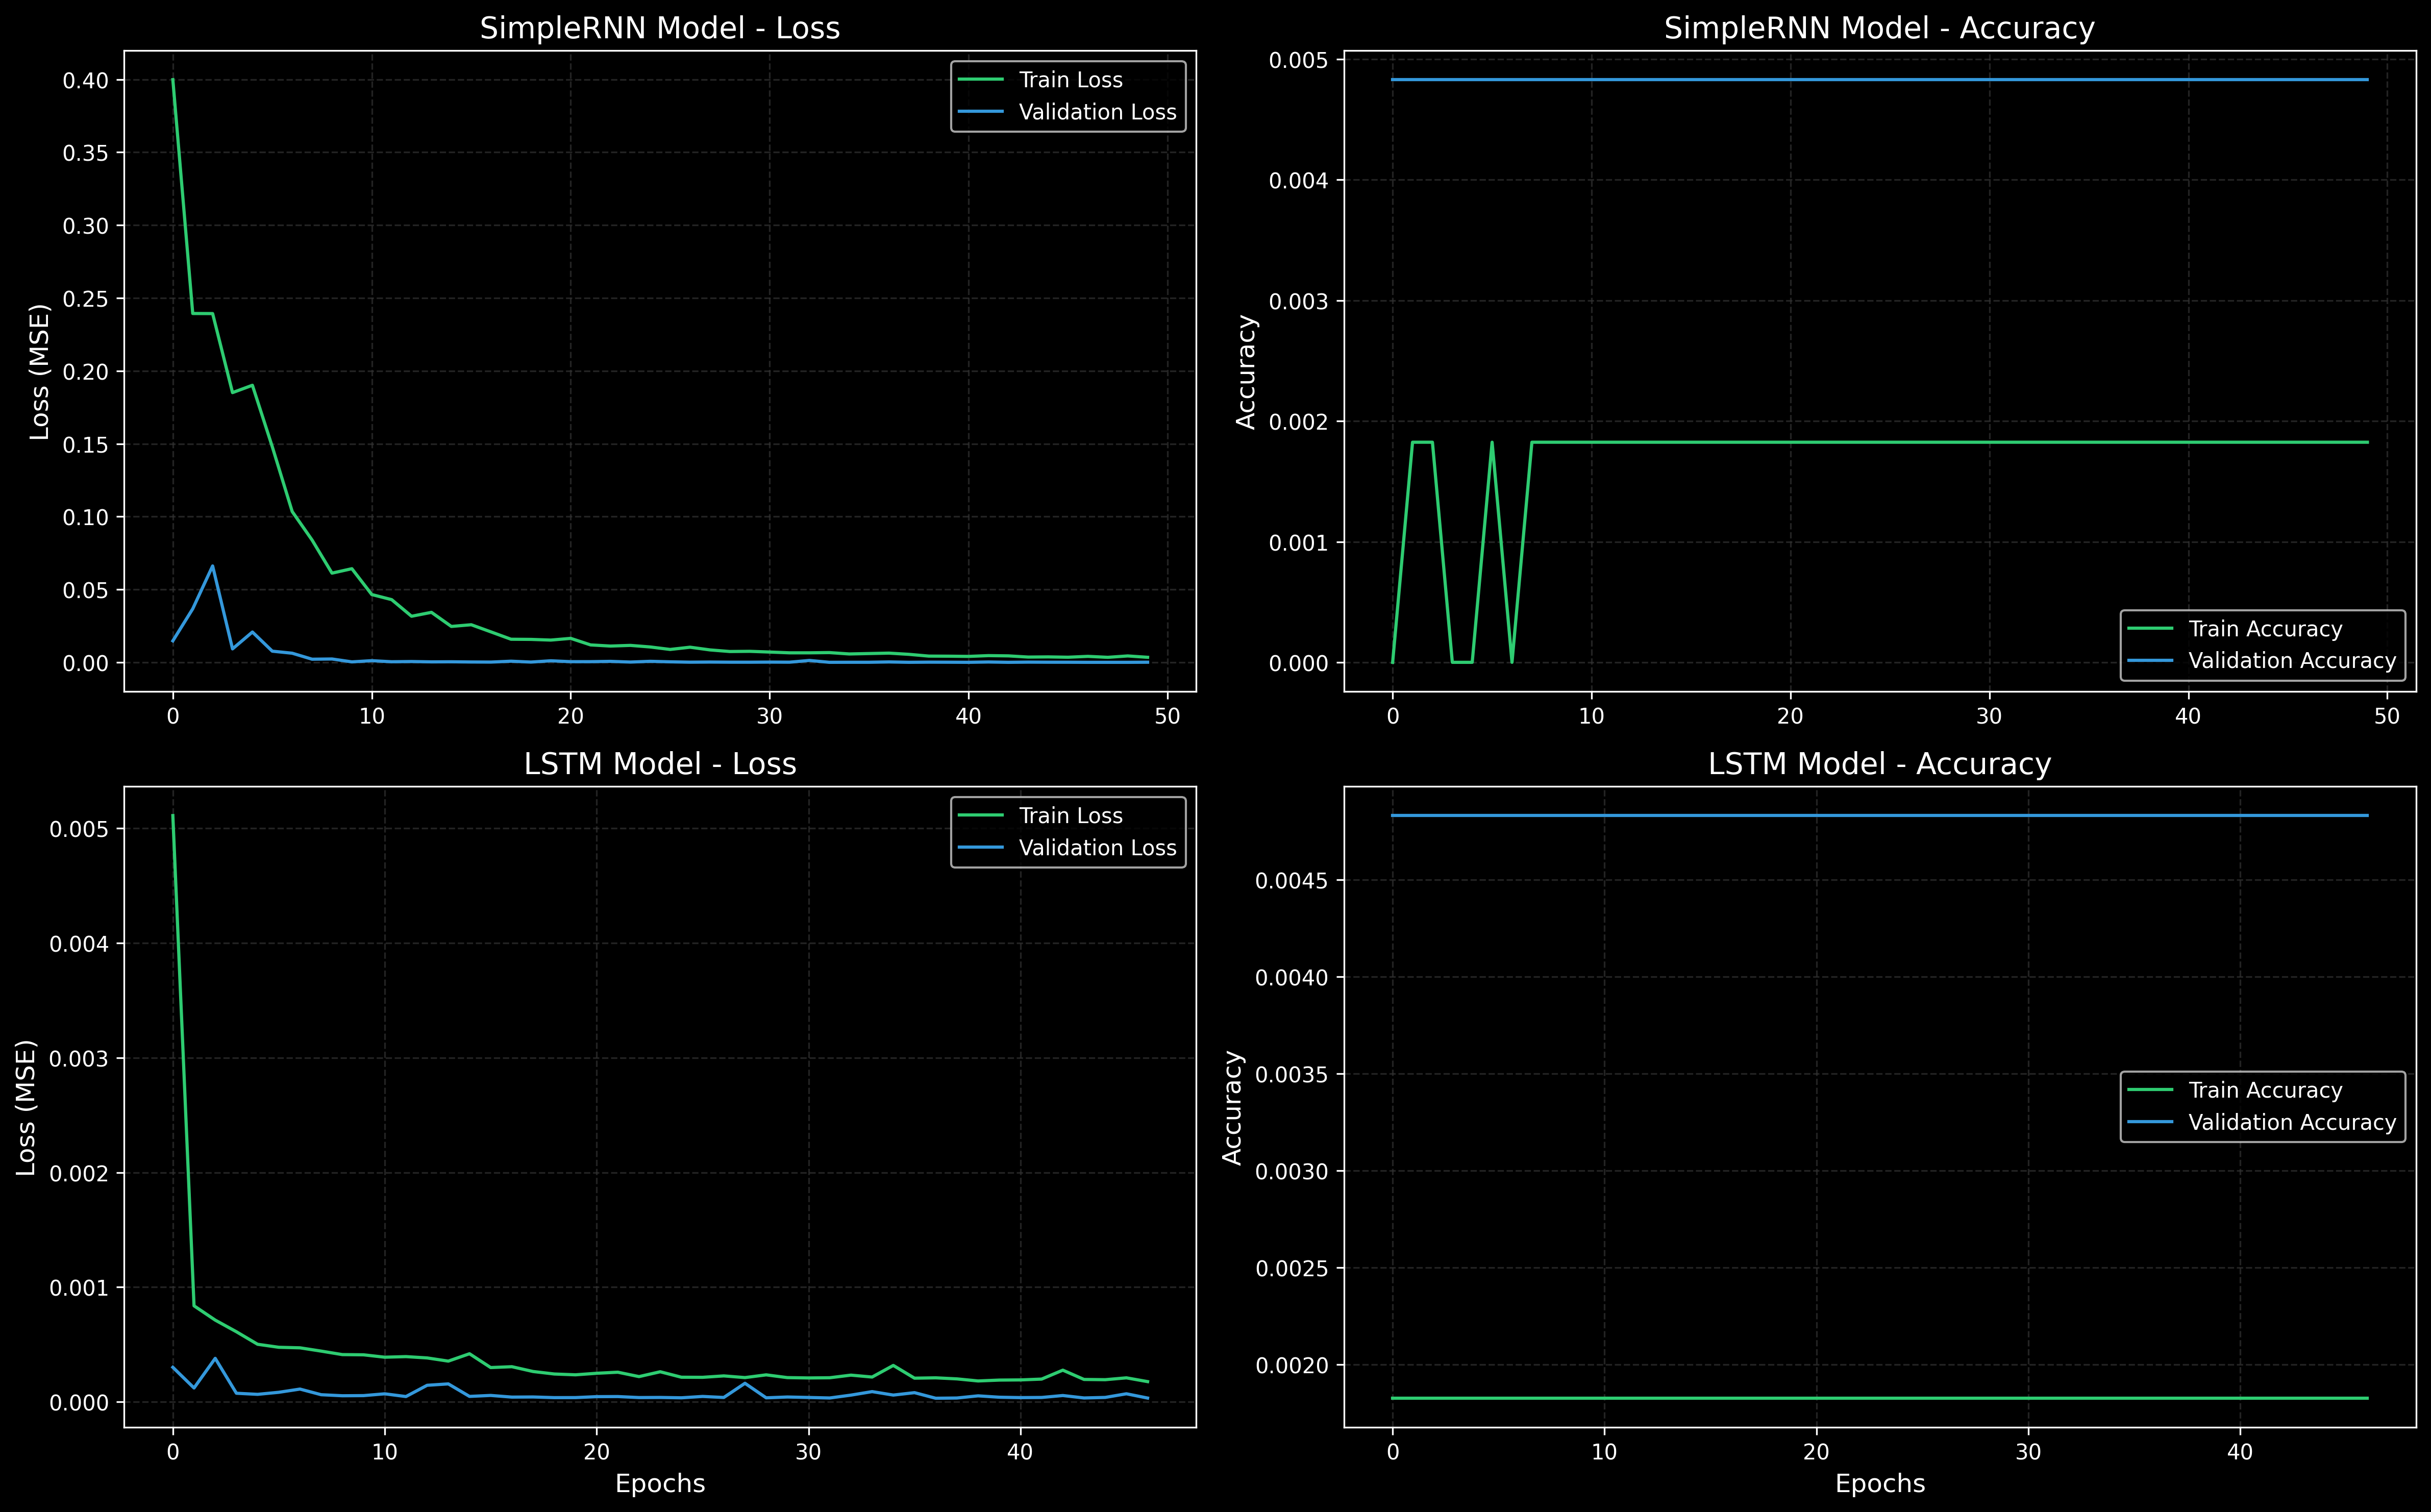 SimpleRNN Model - Loss
Loss (MSE)
0.40
0.35
0.30
0.25
0.20
0.15
0.10
0.05
0.00
0 10 20 30 40 50
Train Loss
Validation Loss
SimpleRNN Model - Accuracy
Accuracy
0.005
0.004
0.003
0.002
0.001
0.000
0 10 20 30 40 50
Train Accuracy
Validation Accuracy
LSTM Model - Loss
Loss (MSE)
0.005
0.004
0.003
0.002
0.001
0.000
0 10 20 30 40
Epochs
Train Loss
Validation Loss
LSTM Model - Accuracy
Accuracy
0.0045
0.0040
0.0035
0.0030
0.0025
0.0020
0 10 20 30 40
Epochs
Train Accuracy
Validation Accuracy